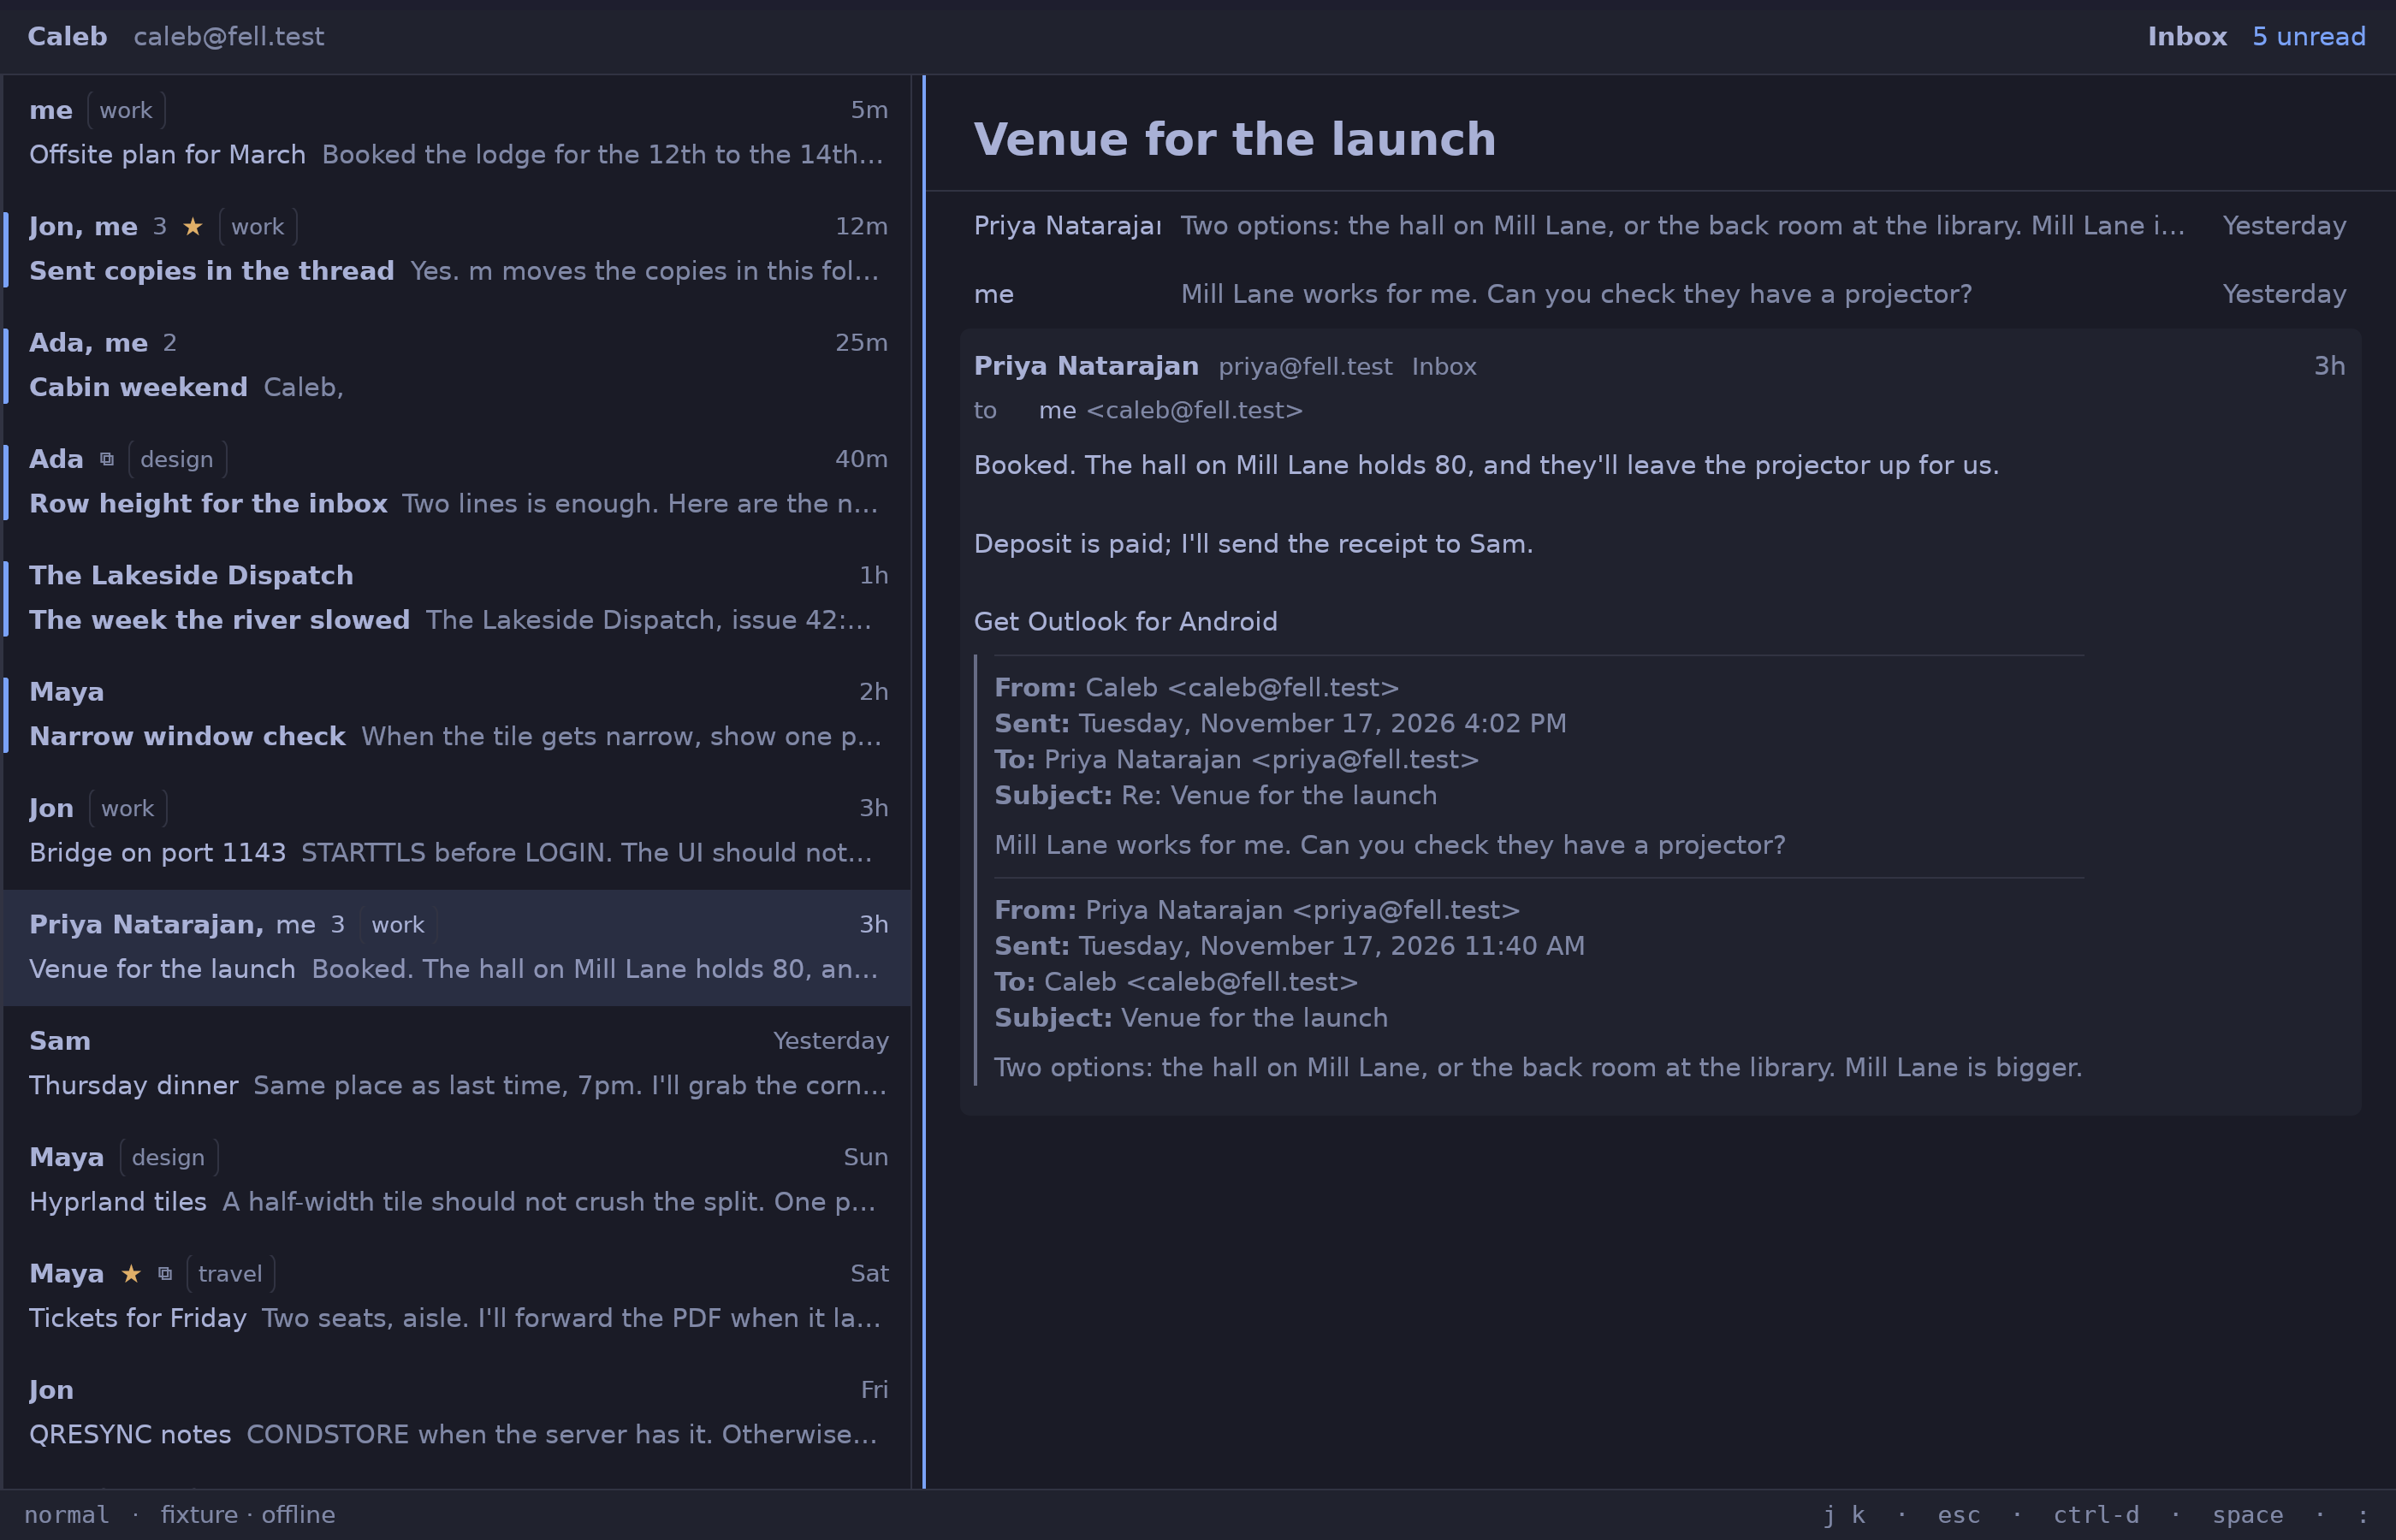 Caleb caleb@fell.test
Inbox 5 unread
me work 5m
Offsite plan for March Booked the lodge for the 12th to the 14th…
Jon, me 3 ★ work 12m
Sent copies in the thread Yes. m moves the copies in this fol…
Ada, me 2 25m
Cabin weekend Caleb,
Ada ⧉ design 40m
Row height for the inbox Two lines is enough. Here are the n…
The Lakeside Dispatch 1h
The week the river slowed The Lakeside Dispatch, issue 42:…
Maya 2h
Narrow window check When the tile gets narrow, show one p…
Jon work 3h
Bridge on port 1143 STARTTLS before LOGIN. The UI should not…
Priya Natarajan, me 3 work 3h
Venue for the launch Booked. The hall on Mill Lane holds 80, an…
Sam Yesterday
Thursday dinner Same place as last time, 7pm. I'll grab the corn…
Maya design Sun
Hyprland tiles A half-width tile should not crush the split. One p…
Maya ★ ⧉ travel Sat
Tickets for Friday Two seats, aisle. I'll forward the PDF when it la…
Jon Fri
QRESYNC notes CONDSTORE when the server has it. Otherwise…
Venue for the launch
Priya Natarajan Two options: the hall on Mill Lane, or the back room at the library. Mill Lane i… Yesterday
me Mill Lane works for me. Can you check they have a projector? Yesterday
Priya Natarajan priya@fell.test Inbox 3h
to me <caleb@fell.test>
Booked. The hall on Mill Lane holds 80, and they'll leave the projector up for us.
Deposit is paid; I'll send the receipt to Sam.
Get Outlook for Android
From: Caleb <caleb@fell.test>
Sent: Tuesday, November 17, 2026 4:02 PM
To: Priya Natarajan <priya@fell.test>
Subject: Re: Venue for the launch
Mill Lane works for me. Can you check they have a projector?
From: Priya Natarajan <priya@fell.test>
Sent: Tuesday, November 17, 2026 11:40 AM
To: Caleb <caleb@fell.test>
Subject: Venue for the launch
Two options: the hall on Mill Lane, or the back room at the library. Mill Lane is bigger.
normal · fixture · offline
j k · esc · ctrl-d · space · :